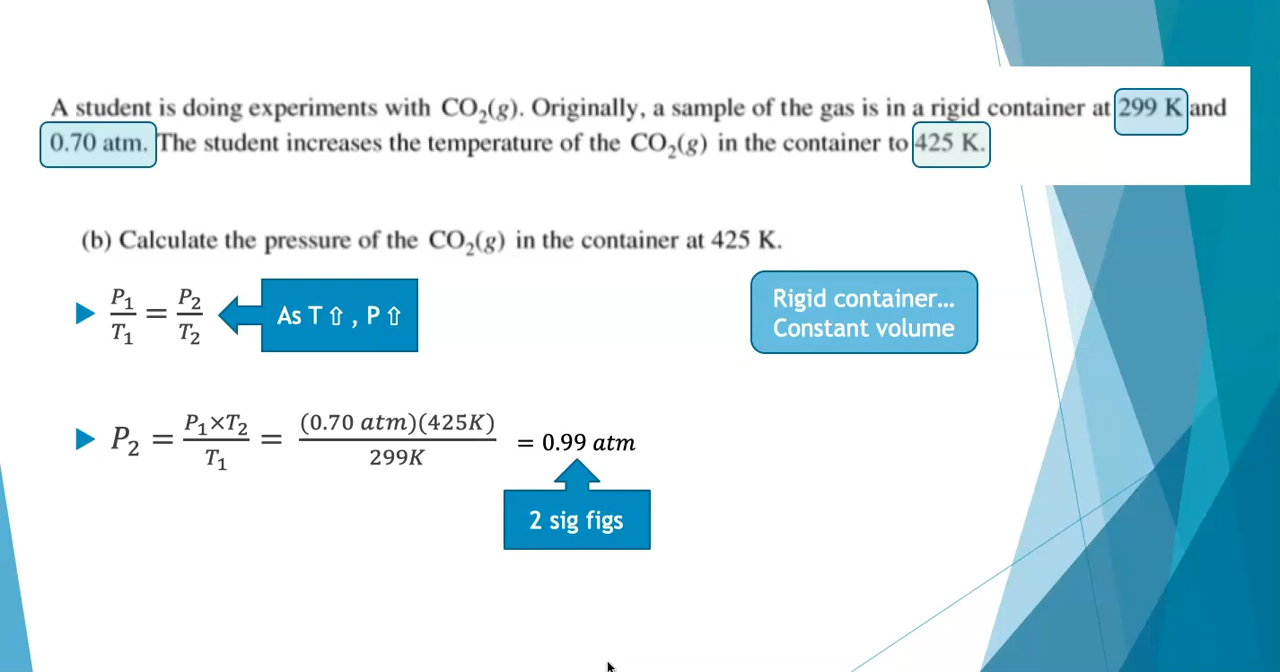 A student is doing experiments with CO₂(g). Originally, a sample of the gas is in a rigid container at 299 K and
0.70 atm. The student increases the temperature of the CO₂(g) in the container to 425 K.
(b) Calculate the pressure of the CO₂(g) in the container at 425 K.
P₁/T₁ = P₂/T₂
As T ⇧ , P ⇧
Rigid container…
Constant volume
P₂ = P₁×T₂/T₁ = (0.70 atm)(425K)/299K = 0.99 atm
2 sig figs